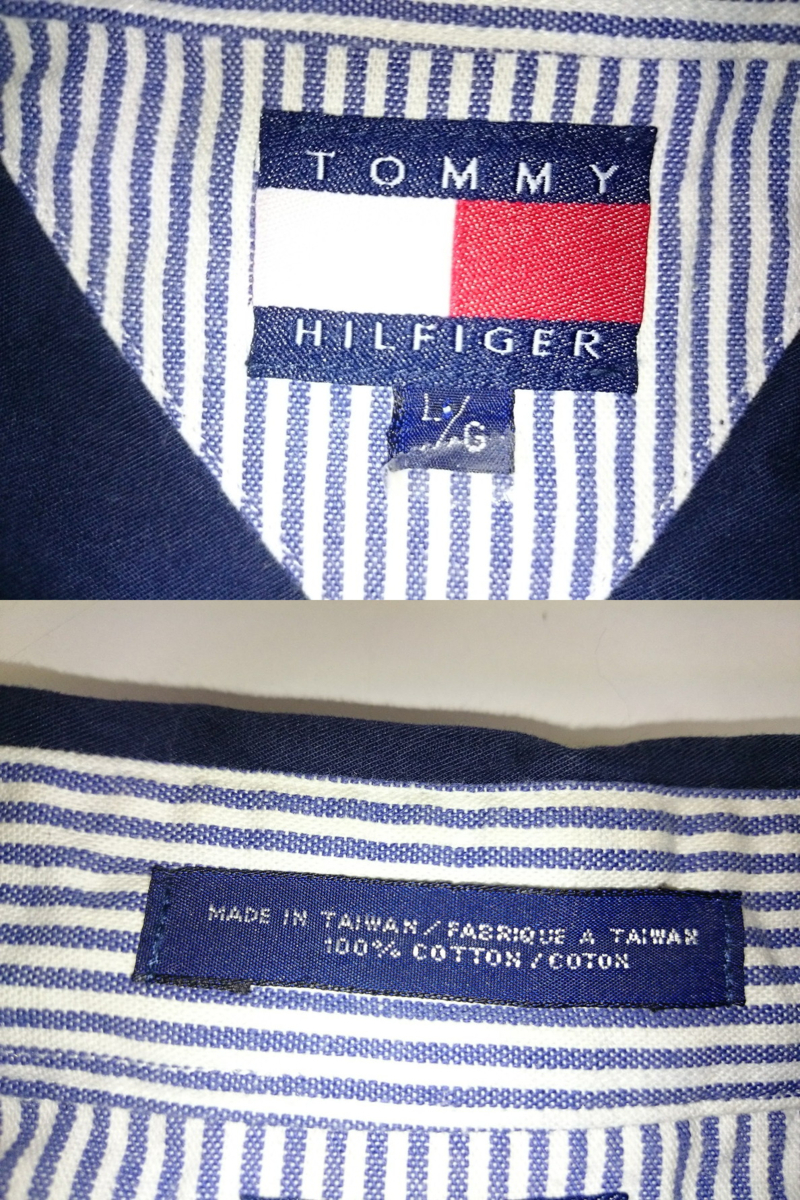 TOMMY
HILFIGER
L/G
MADE IN TAIWAN/FABRIQUE A TAIWAN
100% COTTON/COTON